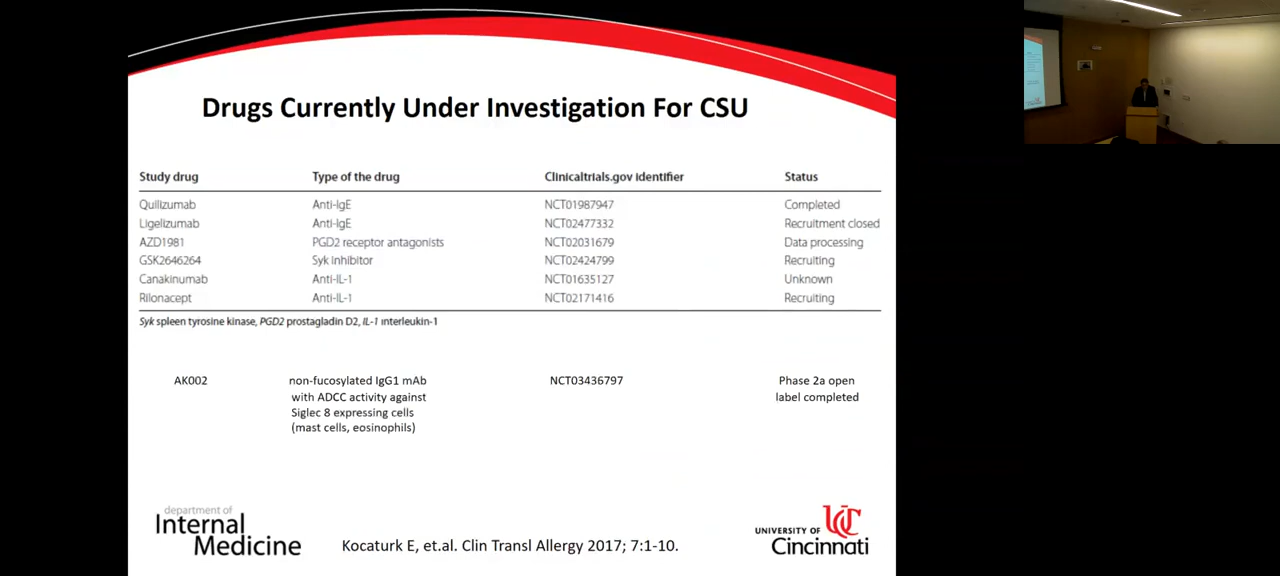 Drugs Currently Under Investigation For CSU
Study drug Type of the drug Clinicaltrials.gov identifier Status
Quilizumab Anti-IgE NCT01987947 Completed
Ligelizumab Anti-IgE NCT02477332 Recruitment closed
AZD1981 PGD2 receptor antagonists NCT02031679 Data processing
GSK2646264 Syk inhibitor NCT02424799 Recruiting
Canakinumab Anti-IL-1 NCT01635127 Unknown
Rilonacept Anti-IL-1 NCT02171416 Recruiting
Syk spleen tyrosine kinase, PGD2 prostagladin D2, IL-1 interleukin-1
AK002 non-fucosylated IgG1 mAb NCT03436797 Phase 2a open
with ADCC activity against label completed
Siglec 8 expressing cells
(mast cells, eosinophils)
department of
Internal
Medicine
Kocaturk E, et.al. Clin Transl Allergy 2017; 7:1-10.
UNIVERSITY OF UC
Cincinnati